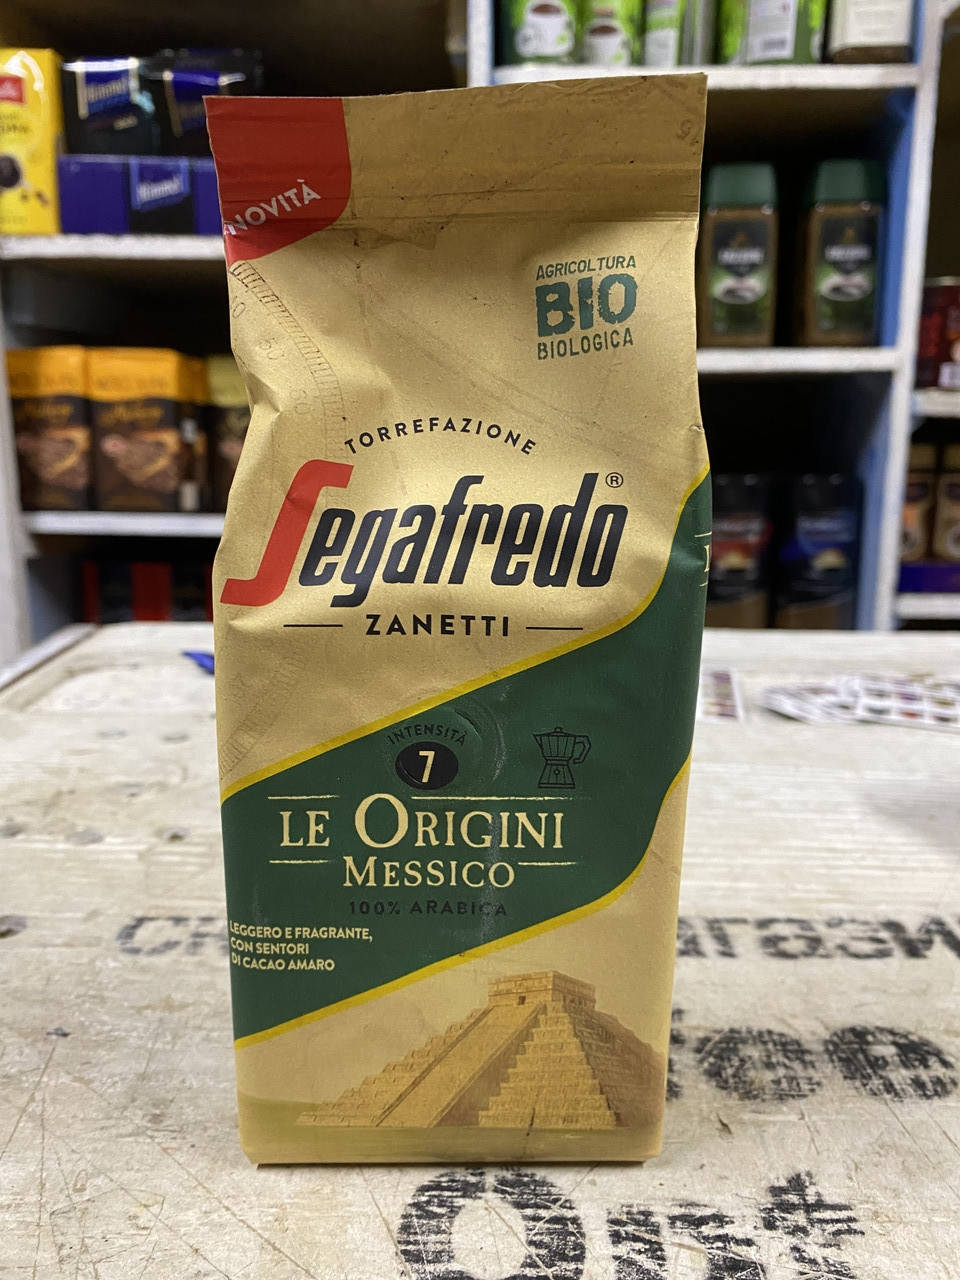 NOVITÀ
AGRICOLTURA
BIO
BIOLOGICA
TORREFAZIONE
Segafredo®
ZANETTI
INTENSITÀ
7
LE ORIGINI
MESSICO
100% ARABICA
LEGGERO E FRAGRANTE,
CON SENTORI
DI CACAO AMARO